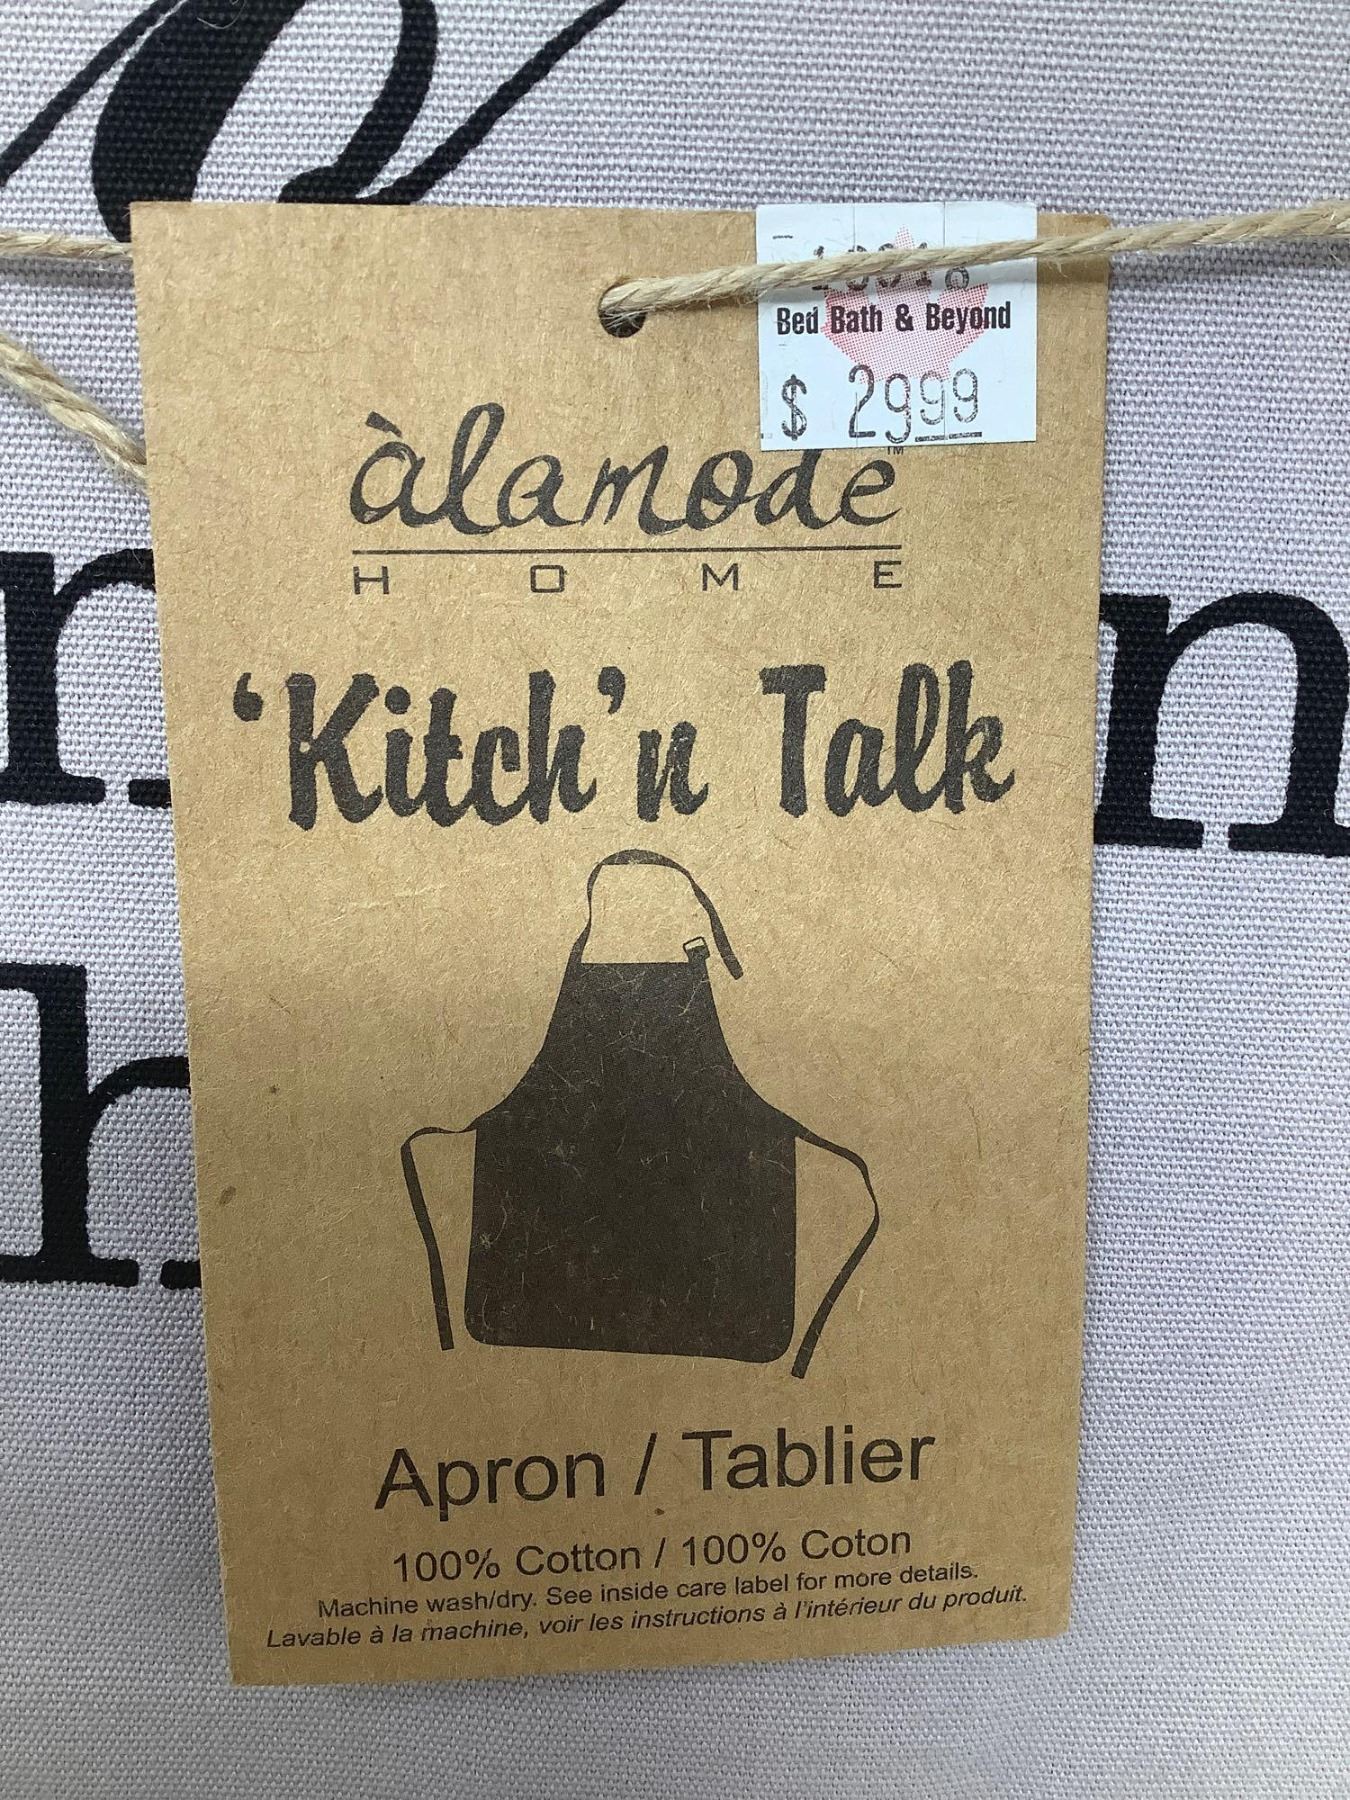 Bed Bath & Beyond
$ 2999
àlamode™
HOME
‘Kitch’n Talk
Apron / Tablier
100% Cotton / 100% Coton
Machine wash/dry. See inside care label for more details.
Lavable à la machine, voir les instructions à l’intérieur du produit.